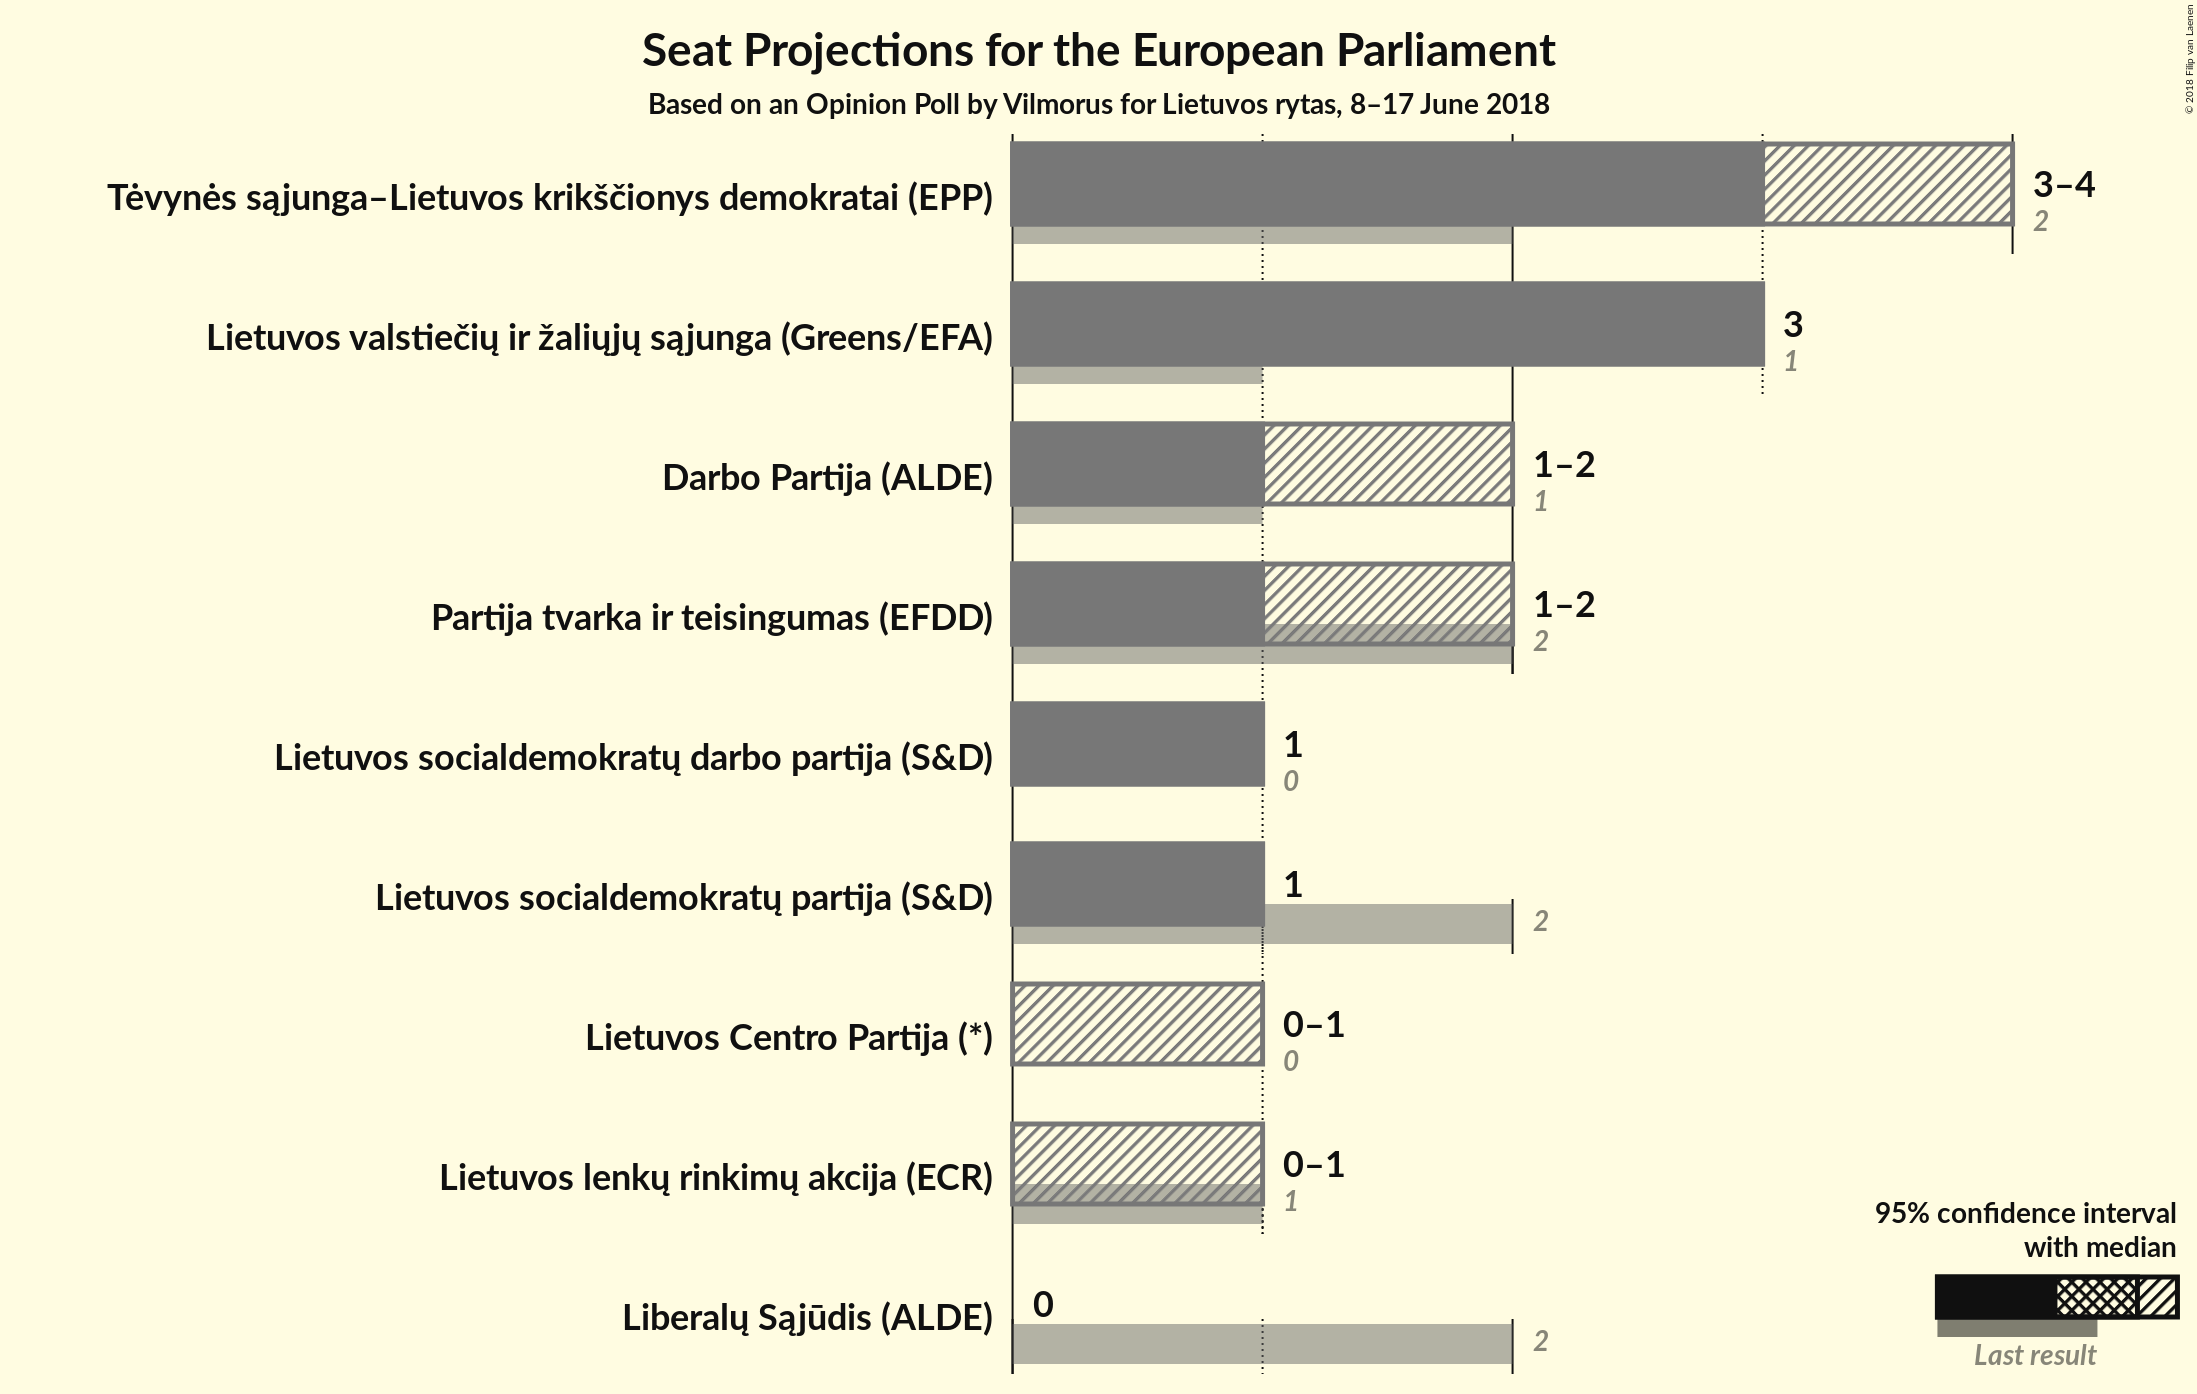 Seat Projections for the European Parliament
Based on an Opinion Poll by Vilmorus for Lietuvos rytas, 8–17 June 2018
© 2018 Filip van Laenen
Tėvynės sąjunga–Lietuvos krikščionys demokratai (EPP)
3–4
2
Lietuvos valstiečių ir žaliųjų sąjunga (Greens/EFA)
3
1
Darbo Partija (ALDE)
1–2
1
Partija tvarka ir teisingumas (EFDD)
1–2
2
Lietuvos socialdemokratų darbo partija (S&D)
1
0
Lietuvos socialdemokratų partija (S&D)
1
2
Lietuvos Centro Partija (*)
0–1
0
Lietuvos lenkų rinkimų akcija (ECR)
0–1
1
Liberalų Sąjūdis (ALDE)
0
2
95% confidence interval
with median
Last result